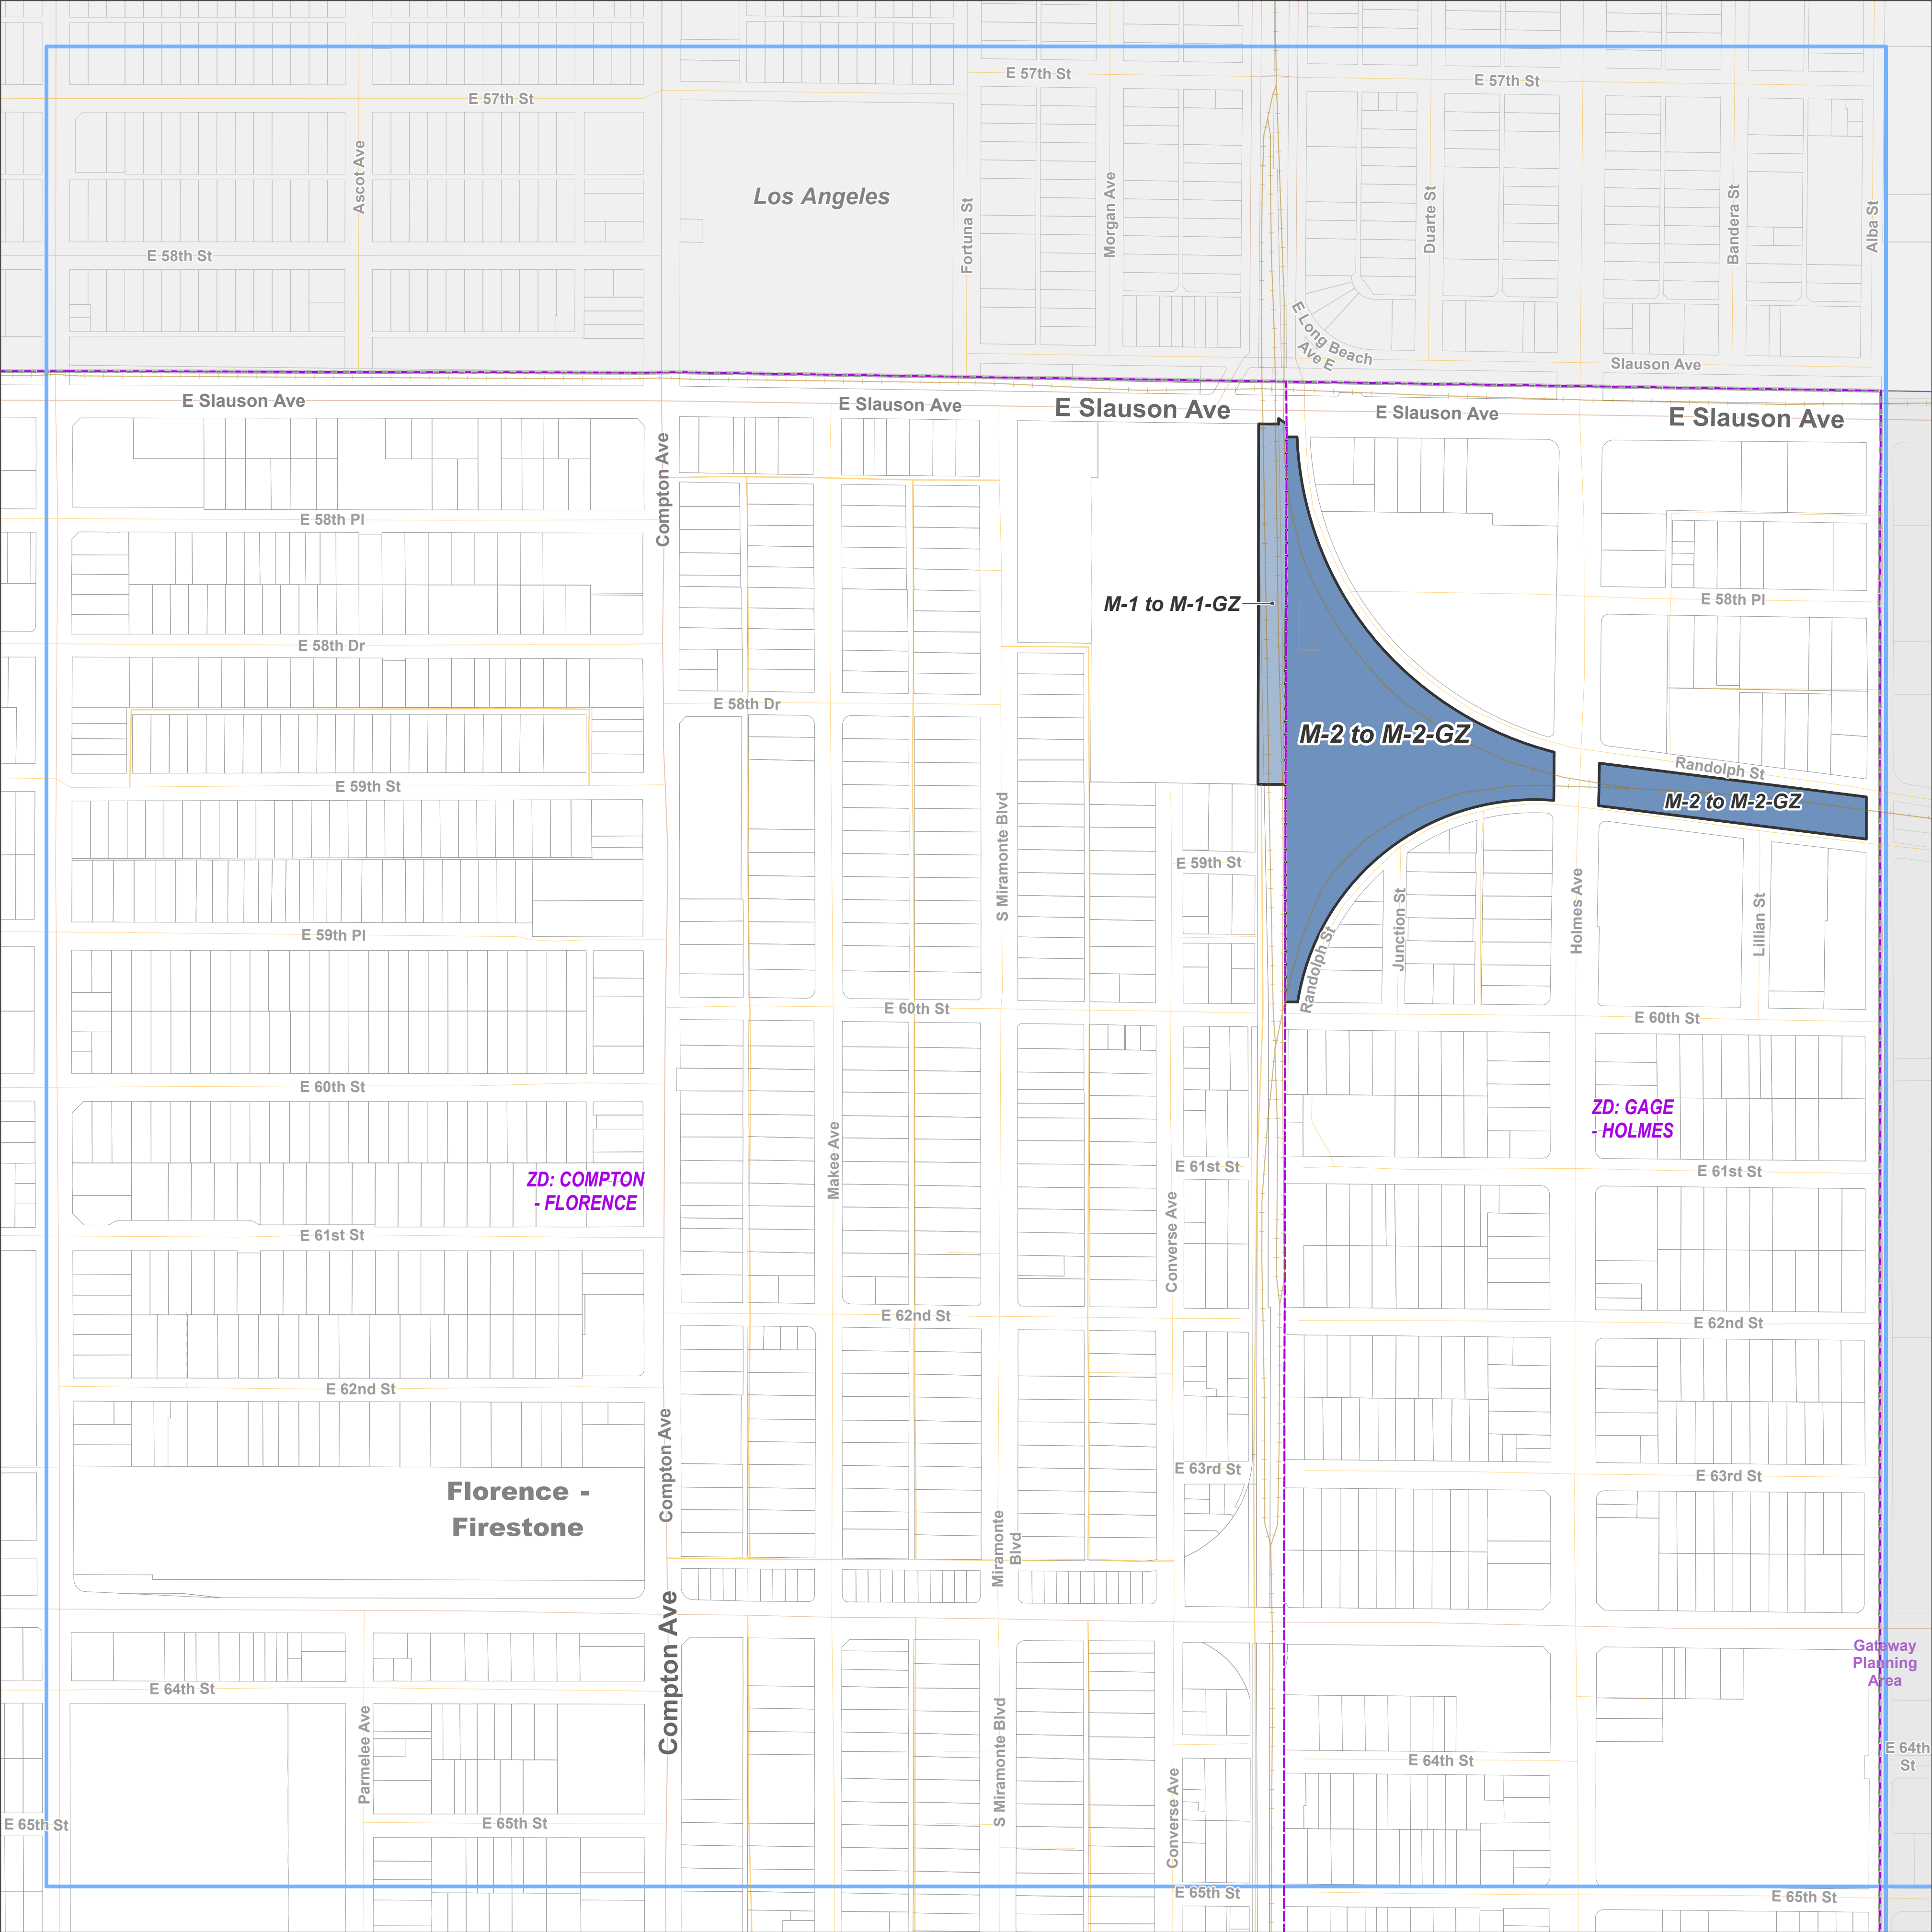 E 57th St
E 57th St
E 57th St
Ascot Ave
Los Angeles
Fortuna St
Morgan Ave
Duarte St
Bandera St
Alba St
E 58th St
E Long Beach
Ave E
Slauson Ave
E Slauson Ave
E Slauson Ave
E Slauson Ave
E Slauson Ave
E Slauson Ave
Compton Ave
E 58th Pl
M-1 to M-1-GZ
E 58th Pl
E 58th Dr
E 58th Dr
M-2 to M-2-GZ
Randolph St
M-2 to M-2-GZ
E 59th St
S Miramonte Blvd
E 59th St
Randolph St
Junction St
Holmes Ave
Lillian St
E 59th Pl
E 60th St
E 60th St
E 60th St
ZD: GAGE
- HOLMES
ZD: COMPTON
- FLORENCE
Makee Ave
E 61st St
E 61st St
Converse Ave
E 61st St
E 62nd St
E 62nd St
E 62nd St
Compton Ave
E 63rd St
E 63rd St
Florence -
Firestone
Miramonte
Blvd
Compton Ave
Gateway
Planning
Area
E 64th St
Parmelee Ave
S Miramonte Blvd
Converse Ave
E 64th St
E 64th
St
E 65th St
E 65th St
E 65th St
E 65th St